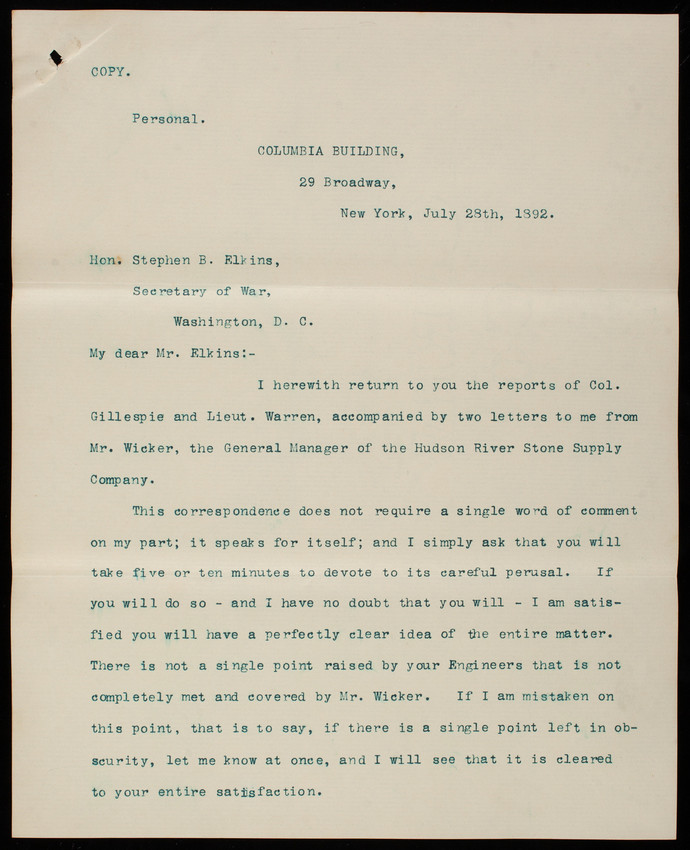 COPY.
Personal.
COLUMBIA BUILDING,
29 Broadway,
New York, July 28th, 1892.
Hon. Stephen B. Elkins,
Secretary of War,
Washington, D. C.
My dear Mr. Elkins:-
I herewith return to you the reports of Col.
Gillespie and Lieut. Warren, accompanied by two letters to me from
Mr. Wicker, the General Manager of the Hudson River Stone Supply
Company.
This correspondence does not require a single word of comment
on my part; it speaks for itself; and I simply ask that you will
take five or ten minutes to devote to its careful perusal. If
you will do so - and I have no doubt that you will - I am satis-
fied you will have a perfectly clear idea of the entire matter.
There is not a single point raised by your Engineers that is not
completely met and covered by Mr. Wicker. If I am mistaken on
this point, that is to say, if there is a single point left in ob-
scurity, let me know at once, and I will see that it is cleared
to your entire satisfaction.